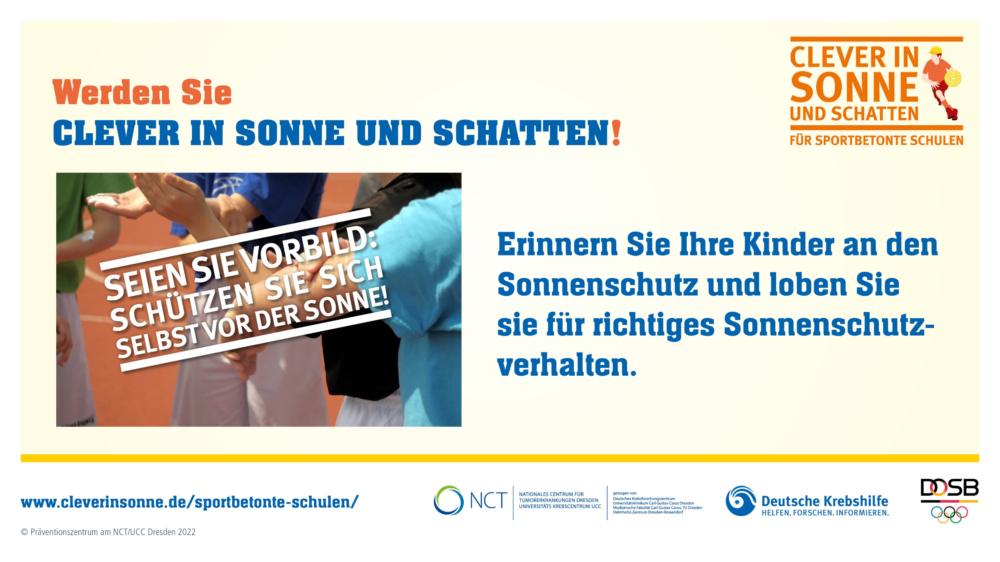 Werden Sie
CLEVER IN SONNE UND SCHATTEN!
CLEVER IN
SONNE
UND SCHATTEN
FÜR SPORTBETONTE SCHULEN
SEIEN SIE VORBILD:
SCHÜTZEN SIE SICH
SELBST VOR DER SONNE!
Erinnern Sie Ihre Kinder an den
Sonnenschutz und loben Sie
sie für richtiges Sonnenschutz-
verhalten.
www.cleverinsonne.de/sportbetonte-schulen/
© Präventionszentrum am NCT/UCC Dresden 2022
NCT
NATIONALES CENTRUM FÜR
TUMORERKRANKUNGEN DRESDEN
UNIVERSITÄTS KREBSCENTRUM UCC
getragen von:
Deutsches Krebsforschungszentrum
Universitätsklinikum Carl Gustav Carus Dresden
Medizinische Fakultät Carl Gustav Carus, TU Dresden
Helmholtz-Zentrum Dresden-Rossendorf
Deutsche Krebshilfe
HELFEN. FORSCHEN. INFORMIEREN.
DOSB